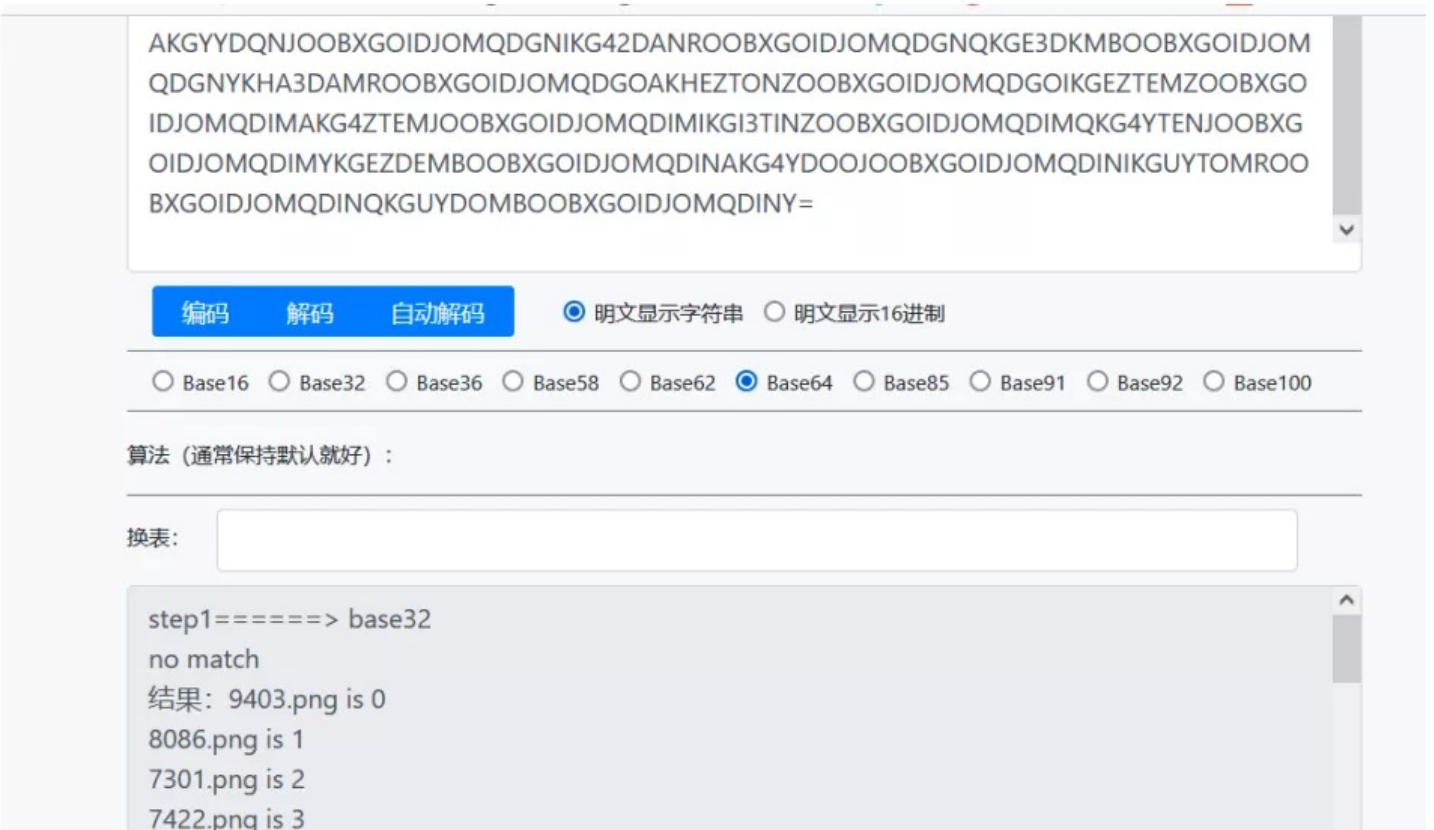 AKGYYDQNJOOBXGOIDJOMQDGNIKG42DANROOBXGOIDJOMQDGNQKGE3DKMBOOBXGOIDJOM
QDGNYKHA3DAMROOBXGOIDJOMQDGOAKHEZTONZOOBXGOIDJOMQDGOIKGEZTEMZOOBXGO
IDJOMQDIMAKG4ZTEMJOOBXGOIDJOMQDIMIKGI3TINZOOBXGOIDJOMQDIMQKG4YTENJOOBXG
OIDJOMQDIMYKGEZDEMBOOBXGOIDJOMQDINAKG4YDOOJOOBXGOIDJOMQDINIKGUYTOMROO
BXGOIDJOMQDINQKGUYDOMBOOBXGOIDJOMQDINY=
编码 解码 自动解码 明文显示字符串 明文显示16进制
Base16 Base32 Base36 Base58 Base62 Base64 Base85 Base91 Base92 Base100
算法（通常保持默认就好）：
换表：
step1======> base32
no match
结果：9403.png is 0
8086.png is 1
7301.png is 2
7422.png is 3